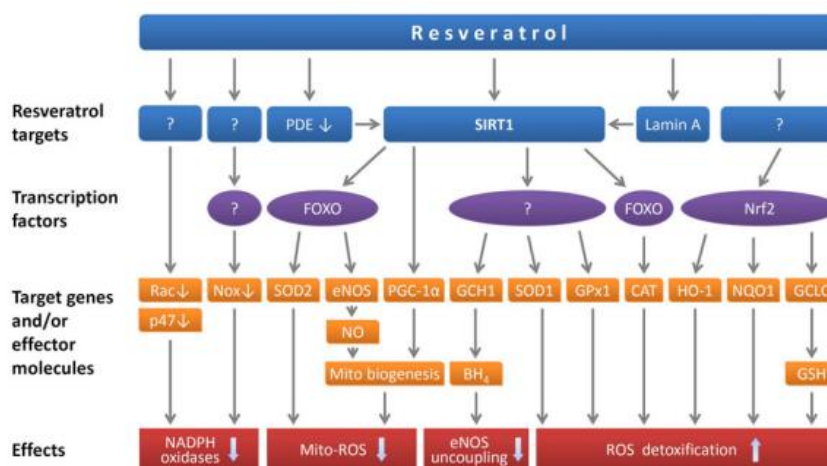 Resveratrol
Resveratrol
targets
? ? PDE ↓ SIRT1 Lamin A ?
Transcription
factors
? FOXO ? FOXO Nrf2
Target genes
and/or
effector
molecules
Rac↓ Nox↓ SOD2 eNOS PGC-1α GCH1 SOD1 GPx1 CAT HO-1 NQO1 GCLC
p47↓
NO
Mito biogenesis BH₄ GSH
Effects
NADPH
oxidases ↓
Mito-ROS ↓
eNOS
uncoupling ↓
ROS detoxification ↑